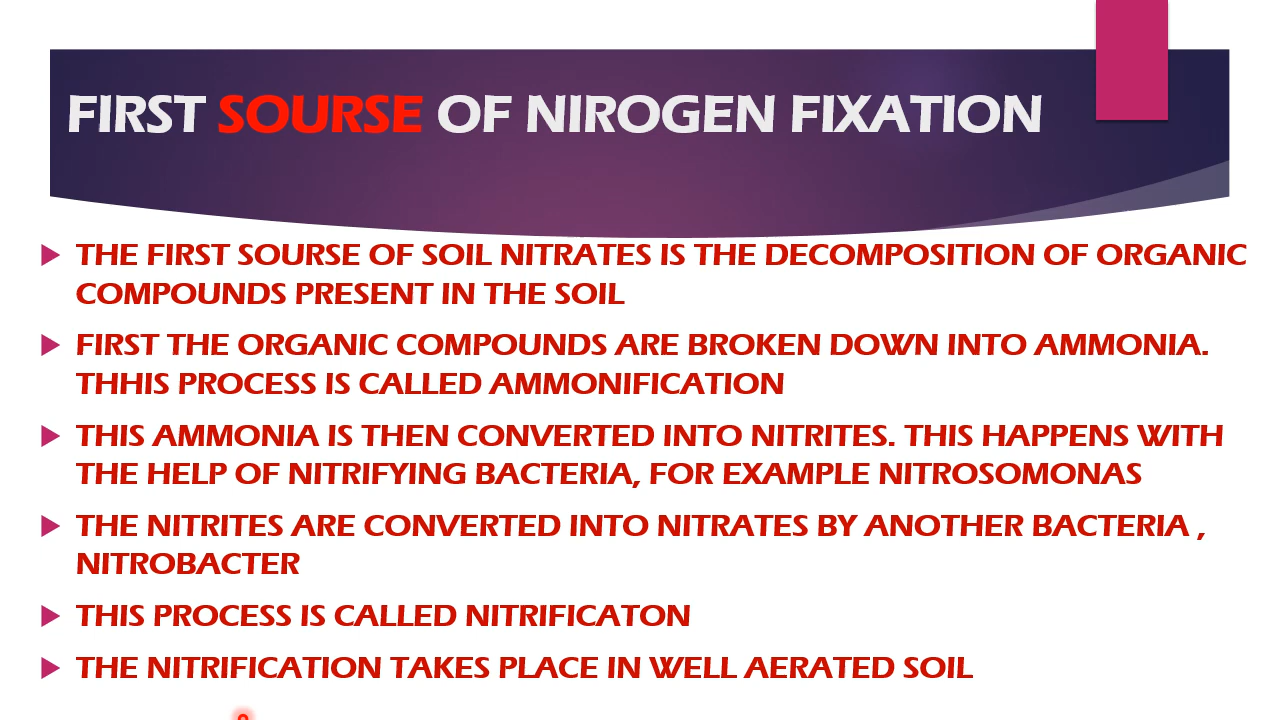 FIRST SOURSE OF NIROGEN FIXATION
THE FIRST SOURSE OF SOIL NITRATES IS THE DECOMPOSITION OF ORGANIC
COMPOUNDS PRESENT IN THE SOIL
FIRST THE ORGANIC COMPOUNDS ARE BROKEN DOWN INTO AMMONIA.
THHIS PROCESS IS CALLED AMMONIFICATION
THIS AMMONIA IS THEN CONVERTED INTO NITRITES. THIS HAPPENS WITH
THE HELP OF NITRIFYING BACTERIA, FOR EXAMPLE NITROSOMONAS
THE NITRITES ARE CONVERTED INTO NITRATES BY ANOTHER BACTERIA ,
NITROBACTER
THIS PROCESS IS CALLED NITRIFICATON
THE NITRIFICATION TAKES PLACE IN WELL AERATED SOIL